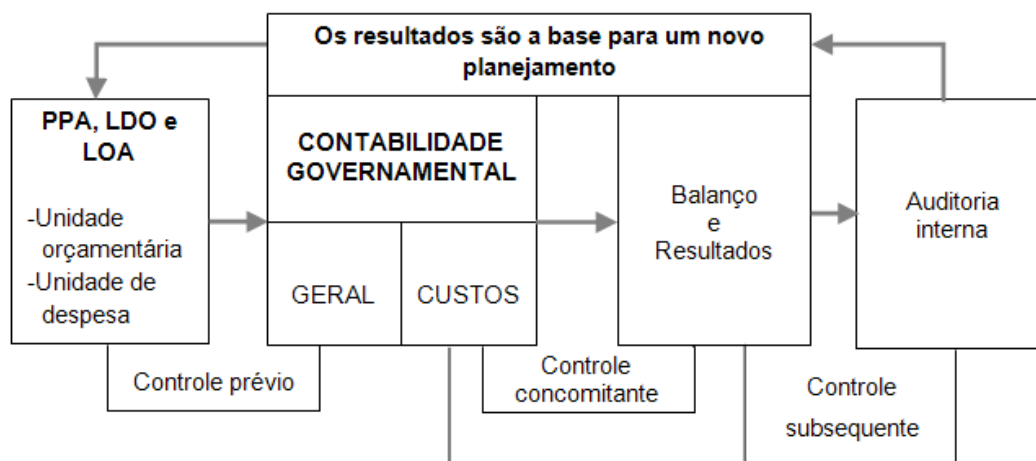 Os resultados são a base para um novo
planejamento
PPA, LDO e
LOA
-Unidade
orçamentária
-Unidade de
despesa
CONTABILIDADE
GOVERNAMENTAL
GERAL
CUSTOS
Balanço
e
Resultados
Auditoria
interna
Controle prévio
Controle
concomitante
Controle
subsequente